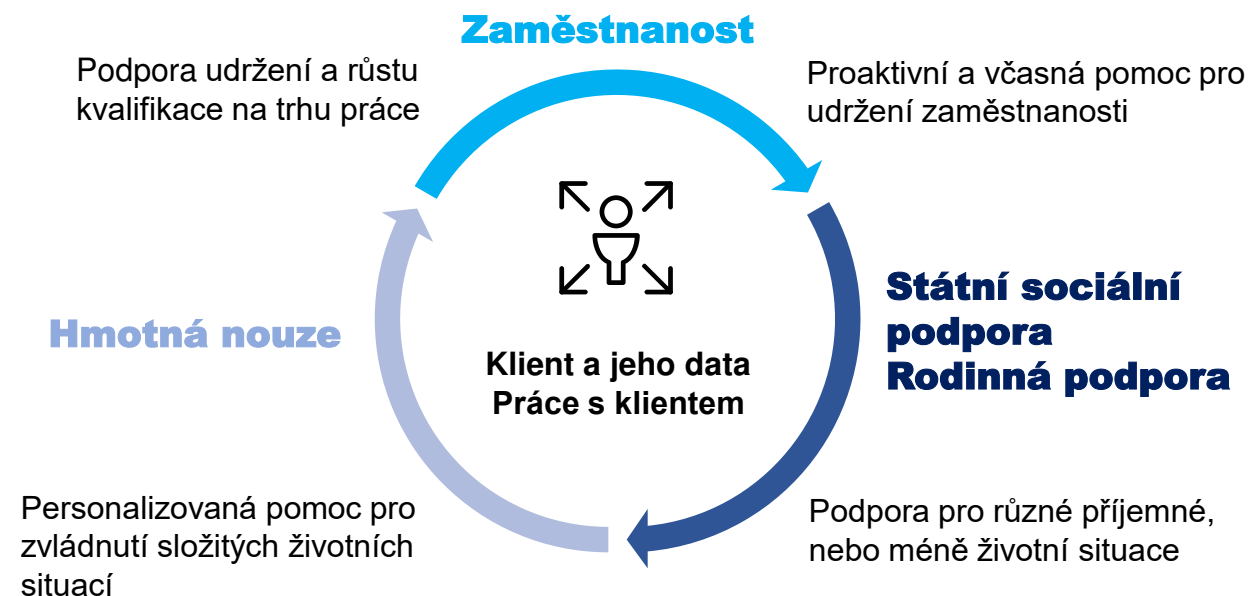 Zaměstnanost
Podpora udržení a růstu
kvalifikace na trhu práce
Proaktivní a včasná pomoc pro
udržení zaměstnanosti
Hmotná nouze
Klient a jeho data
Práce s klientem
Státní sociální
podpora
Rodinná podpora
Personalizovaná pomoc pro
zvládnutí složitých životních
situací
Podpora pro různé příjemné,
nebo méně životní situace